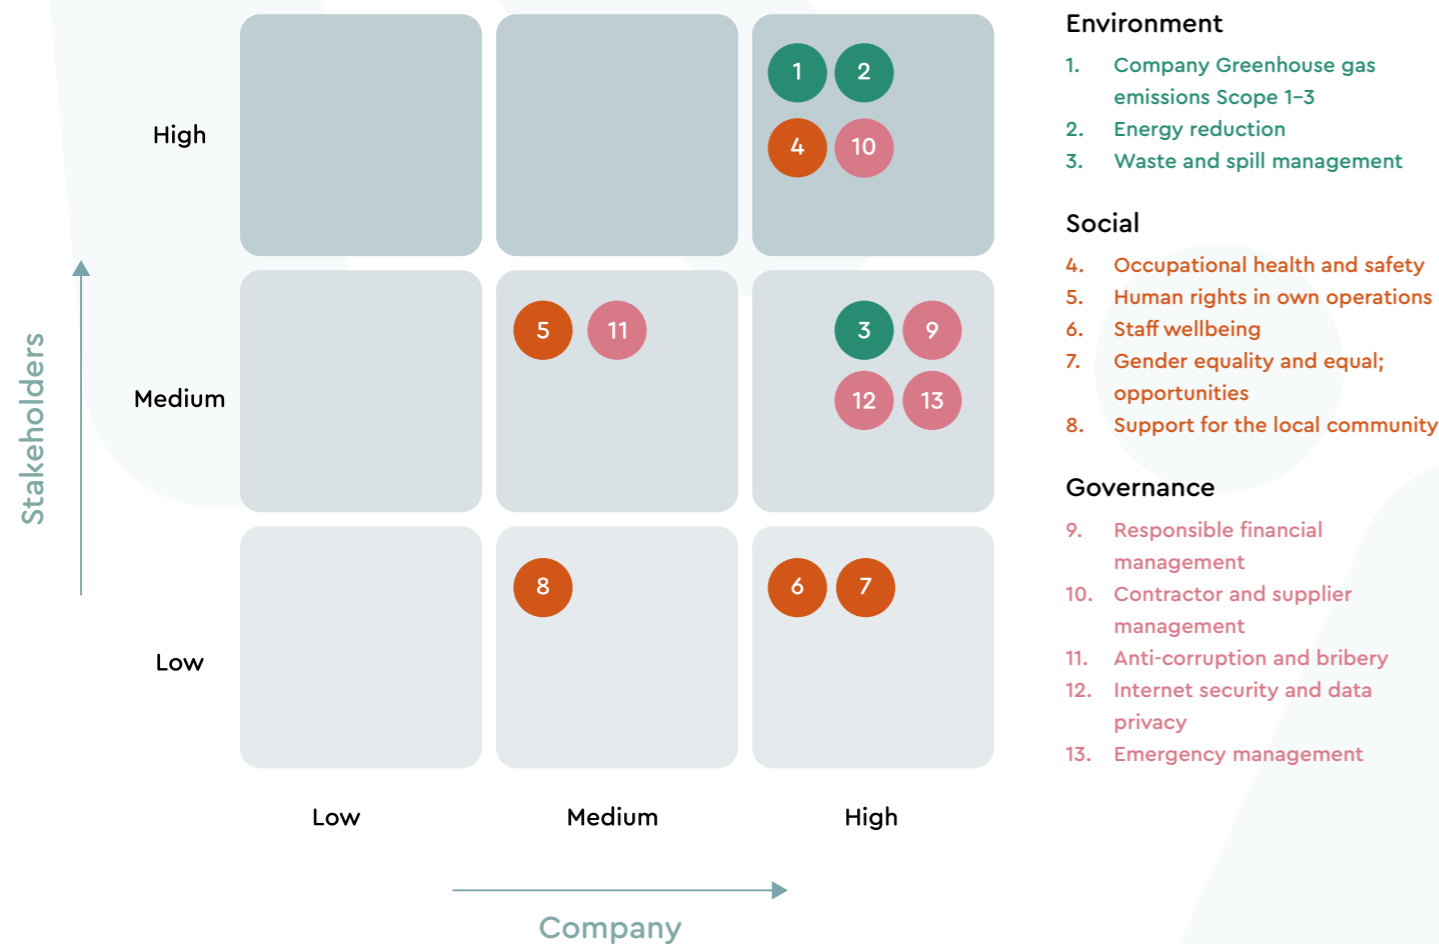 Stakeholders
High
Medium
Low
1
2
4
10
5
11
3
9
12
13
8
6
7
Low
Medium
High
Company
Environment
1. Company Greenhouse gas
emissions Scope 1–3
2. Energy reduction
3. Waste and spill management
Social
4. Occupational health and safety
5. Human rights in own operations
6. Staff wellbeing
7. Gender equality and equal;
opportunities
8. Support for the local community
Governance
9. Responsible financial
management
10. Contractor and supplier
management
11. Anti-corruption and bribery
12. Internet security and data
privacy
13. Emergency management